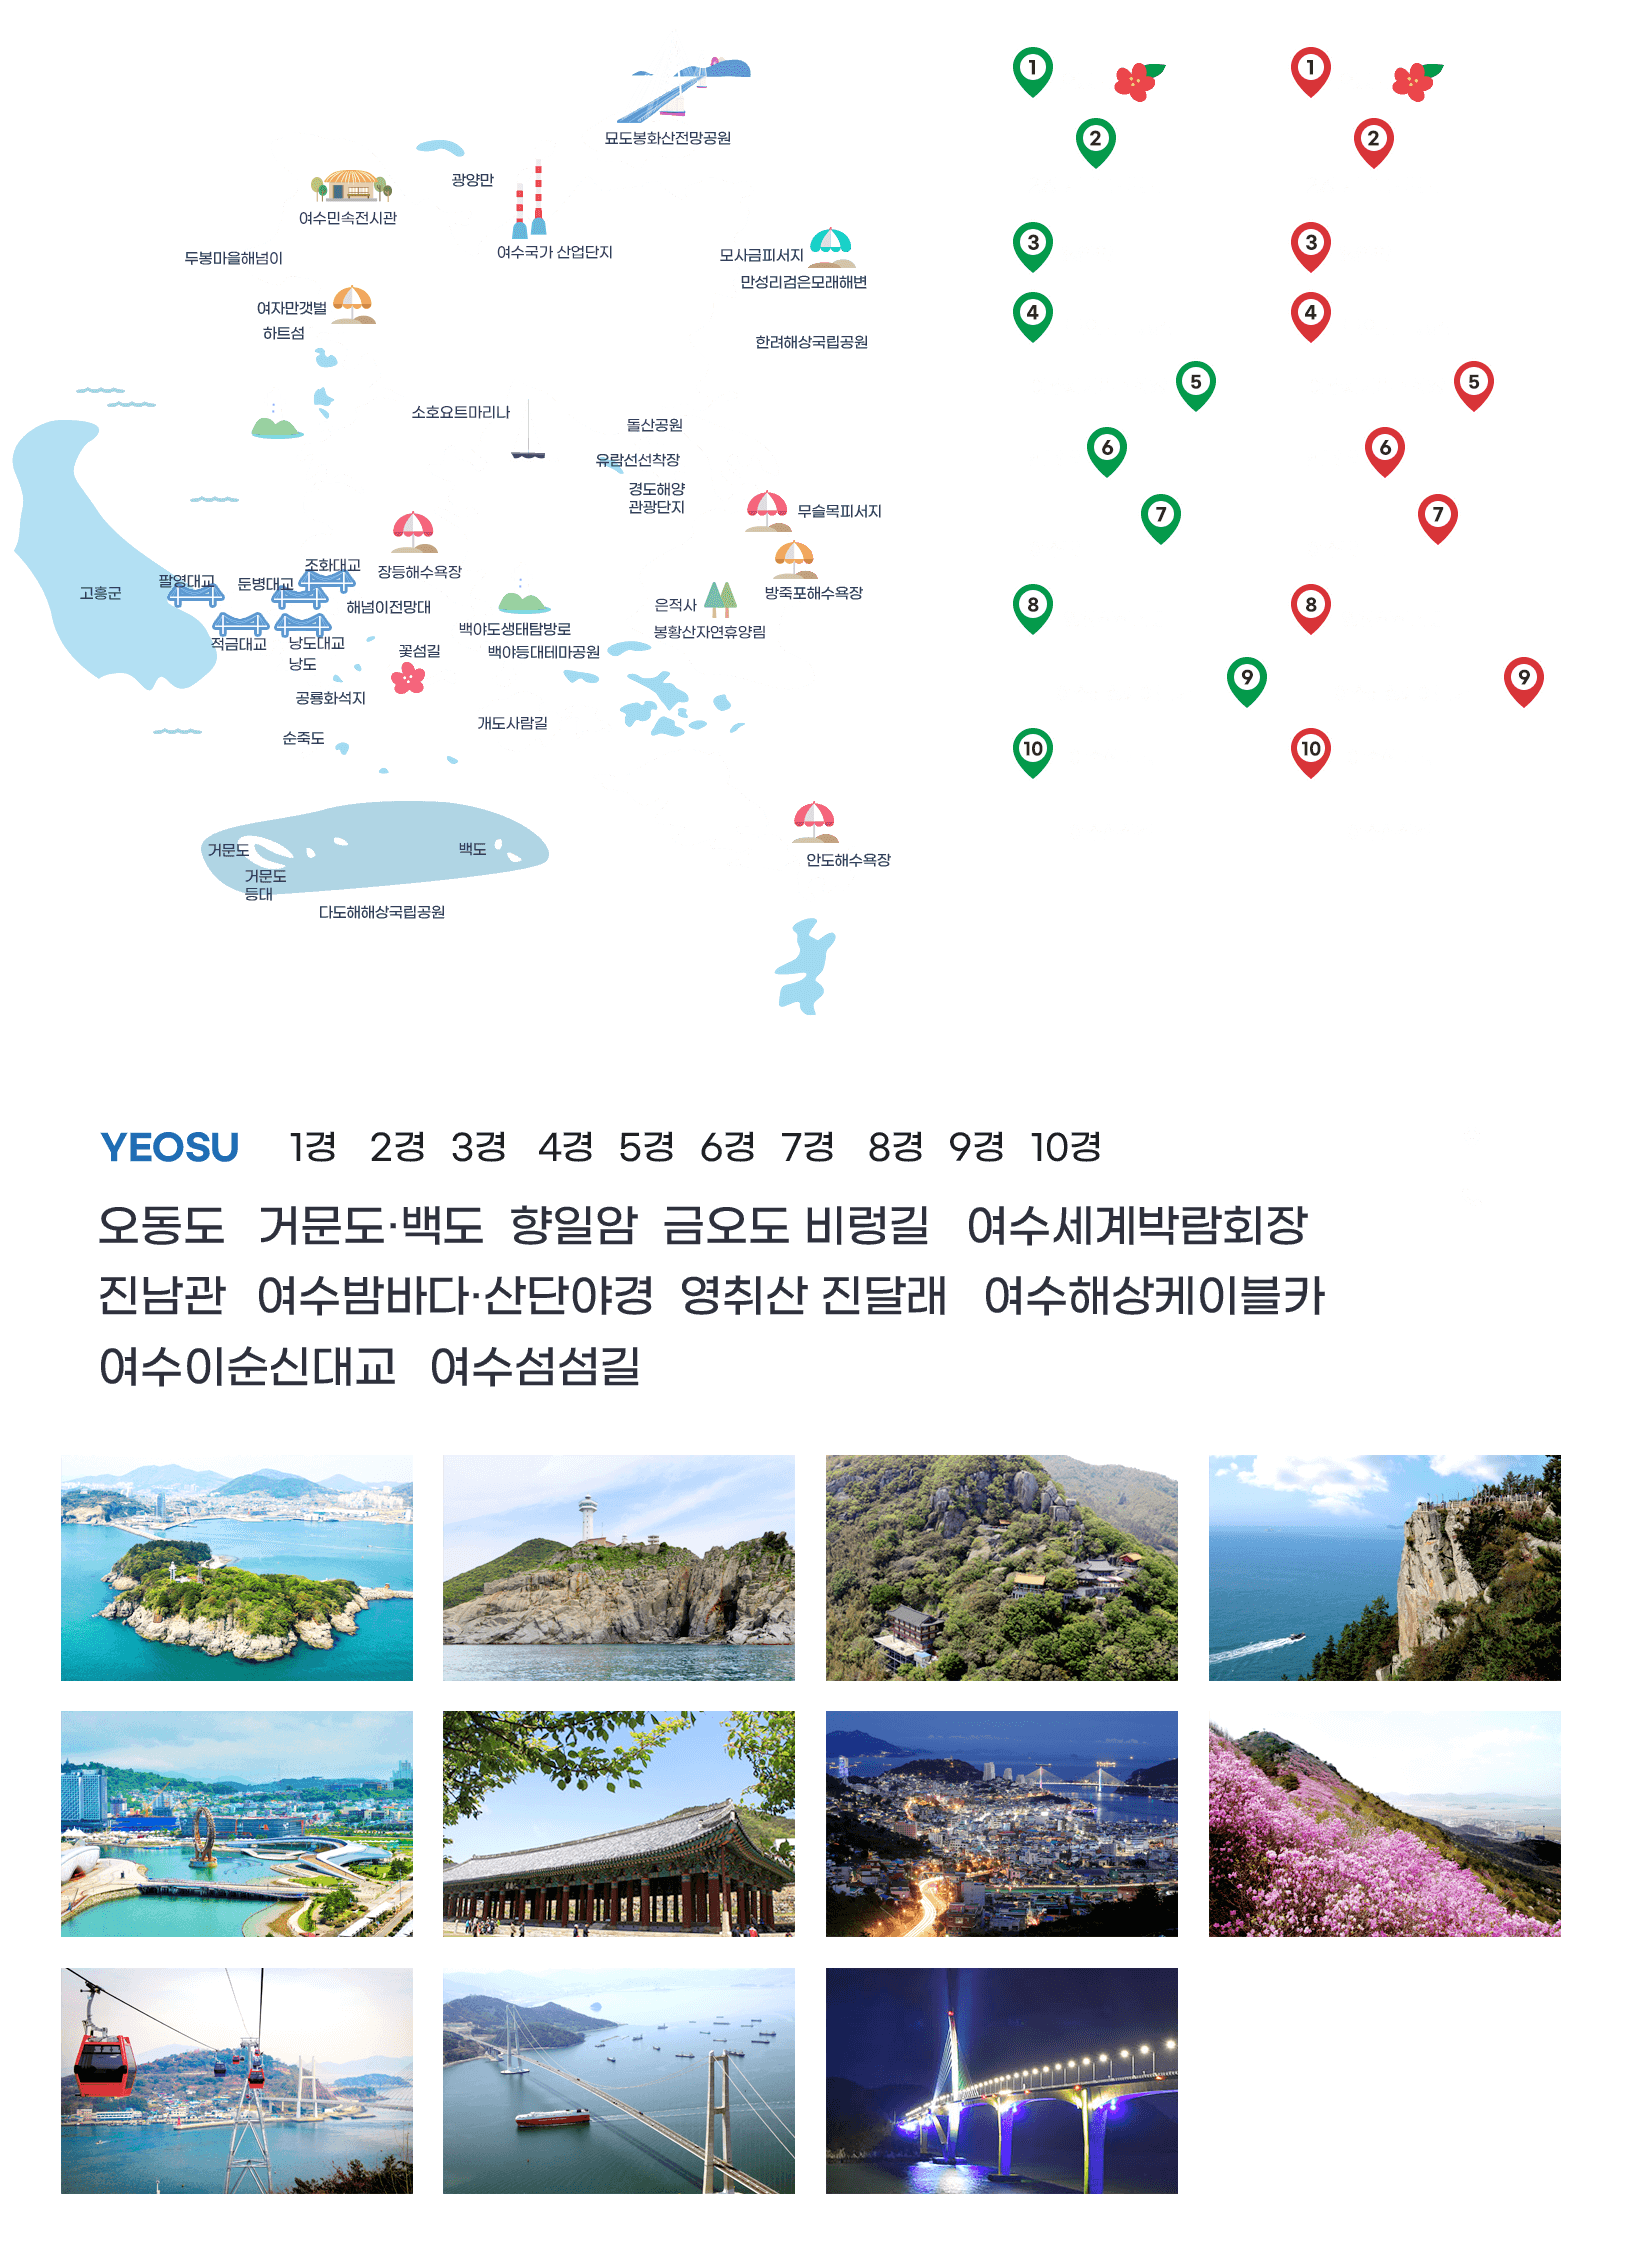 묘도봉화산전망공원
광양만
여수민속전시관
여수국가 산업단지
두봉마을해넘이
모사금피서지
만성리검은모래해변
여자만갯벌
하트섬
한려해상국립공원
소호요트마리나
돌산공원
유람선선착장
경도해양
관광단지
무슬목피서지
방죽포해수욕장
은적사
봉황산자연휴양림
장등해수욕장
조화대교
팔영대교
둔병대교
고흥군
해넘이전망대
적금대교
낭도대교
낭도
백야도생태탐방로
백야등대테마공원
꽃섬길
공룡화석지
개도사람길
순죽도
거문도
백도
거문도
등대
다도해해상국립공원
안도해수욕장
1 1
2 2
3 3
4 4
5 5
6 6
7 7
8 8
9 9
10 10
YEOSU 1경 2경 3경 4경 5경 6경 7경 8경 9경 10경
오동도 거문도·백도 향일암 금오도 비렁길 여수세계박람회장
진남관 여수밤바다·산단야경 영취산 진달래 여수해상케이블카
여수이순신대교 여수섬섬길